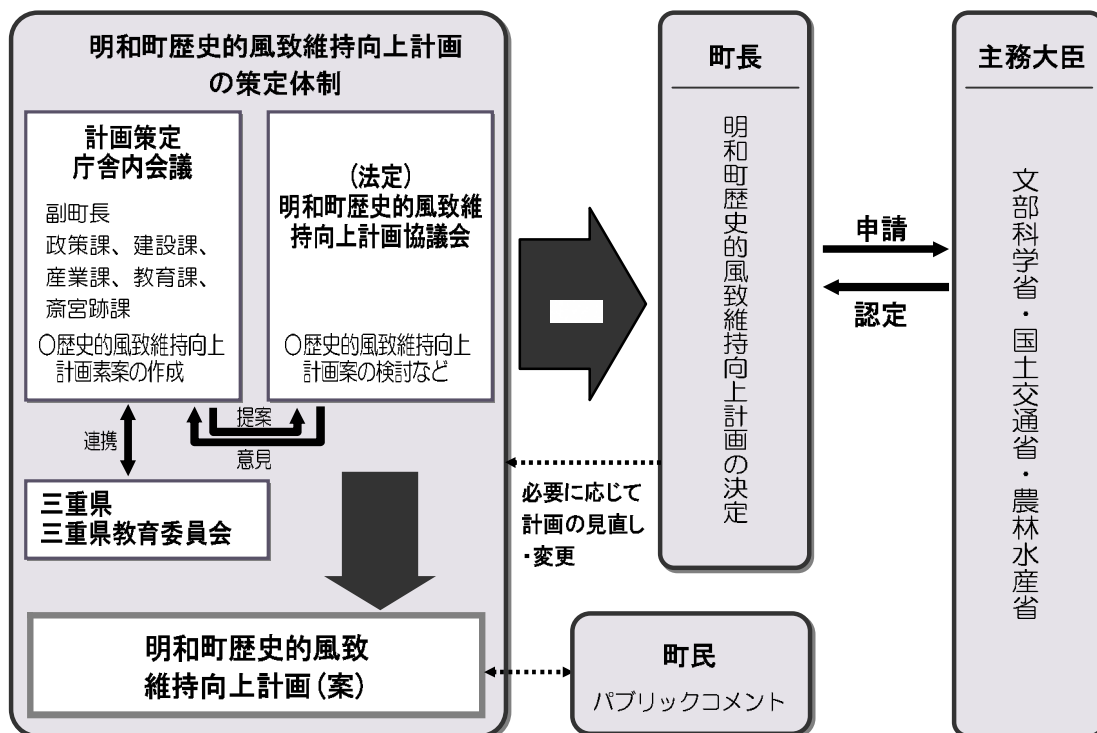 明和町歴史的風致維持向上計画
の策定体制
計画策定
庁舎内会議
副町長
政策課、建設課、
産業課、教育課、
斎宮跡課
○歴史的風致維持向上
計画素案の作成
(法定)
明和町歴史的風致維
持向上計画協議会
○歴史的風致維持向上
計画案の検討など
連携
提案
意見
三重県
三重県教育委員会
明和町歴史的風致
維持向上計画(案)
町長
明和町歴史的風致維持向上計画の決定
必要に応じて
計画の見直し
・変更
町民
パブリックコメント
申請
認定
主務大臣
文部科学省・国土交通省・農林水産省